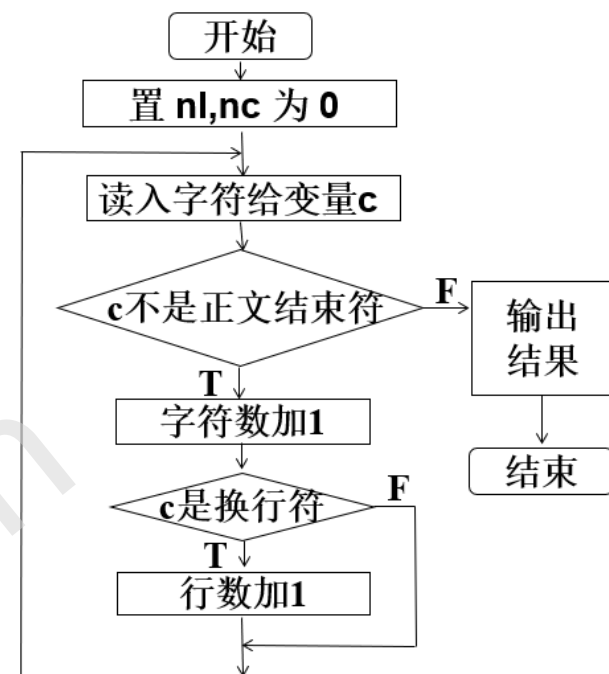 开始
置 nl,nc 为 0
读入字符给变量c
c不是正文结束符
F
输出
结果
T
字符数加1
结束
c是换行符
F
T
行数加1